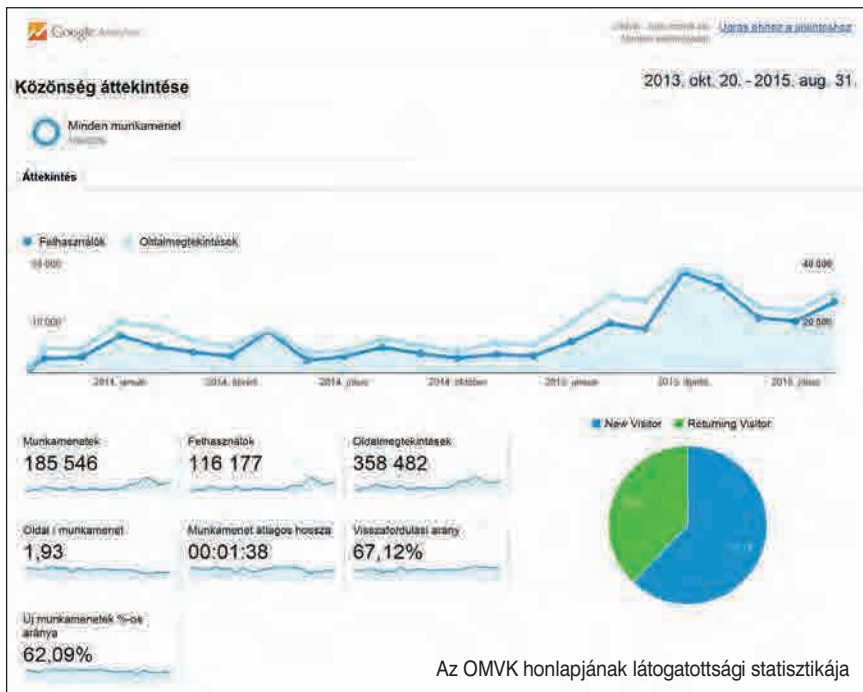 Google Analytics
Ugrás ehhez a jelentéshez
Közönség áttekintése
2013. okt. 20. - 2015. aug. 31.
Minden munkamenet
Áttekintés
Felhasználók
Oldalmegtekintések
40 000
10 000
20 000
2014. január
2014. április
2014. július
2014. október
2015. január
2015. április
2015. július
New Visitor
Returning Visitor
Munkamenetek
Felhasználók
Oldalmegtekintések
185 546
116 177
358 482
Oldal / munkamenet
Munkamenet átlagos hossza
Visszafordulási arány
1,93
00:01:38
67,12%
Új munkamenetek %-os
aránya
62,09%
Az OMVK honlapjának látogatottsági statisztikája